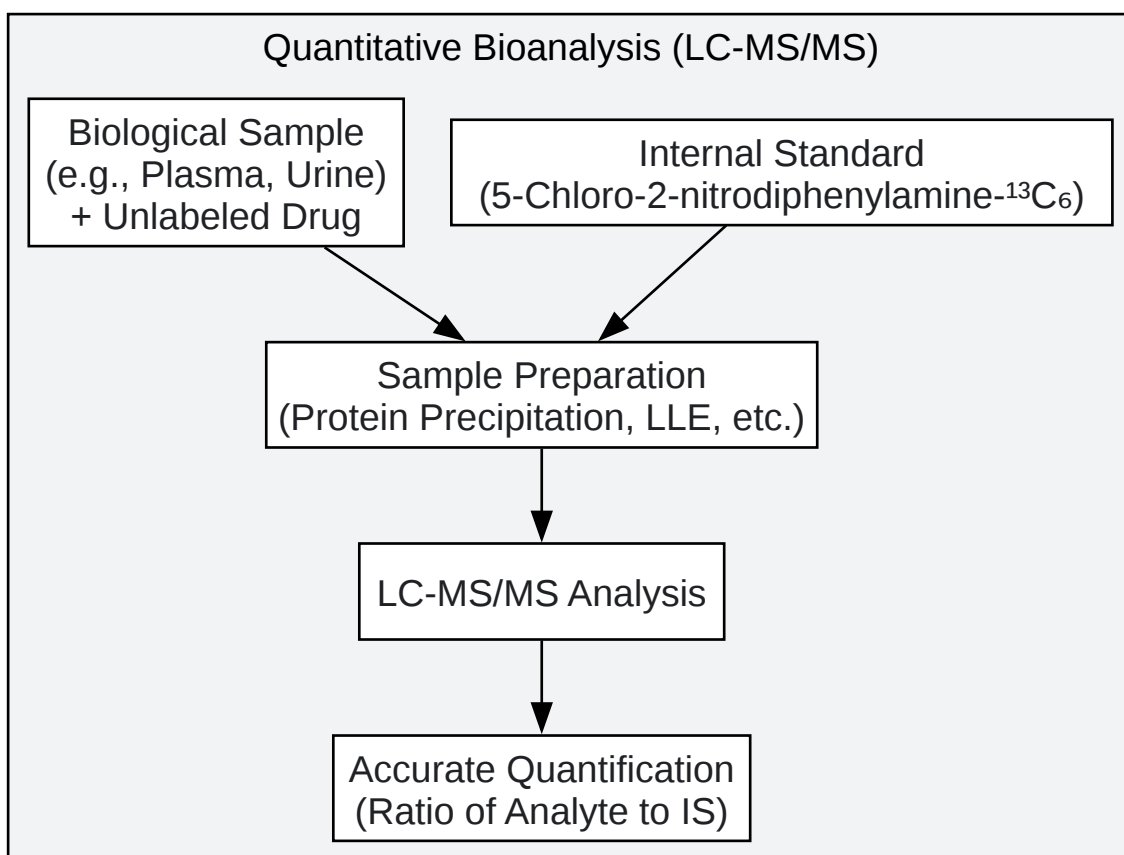 Quantitative Bioanalysis (LC-MS/MS)
Biological Sample
(e.g., Plasma, Urine)
+ Unlabeled Drug
Internal Standard
(5-Chloro-2-nitrodiphenylamine-¹³C₆)
Sample Preparation
(Protein Precipitation, LLE, etc.)
LC-MS/MS Analysis
Accurate Quantification
(Ratio of Analyte to IS)